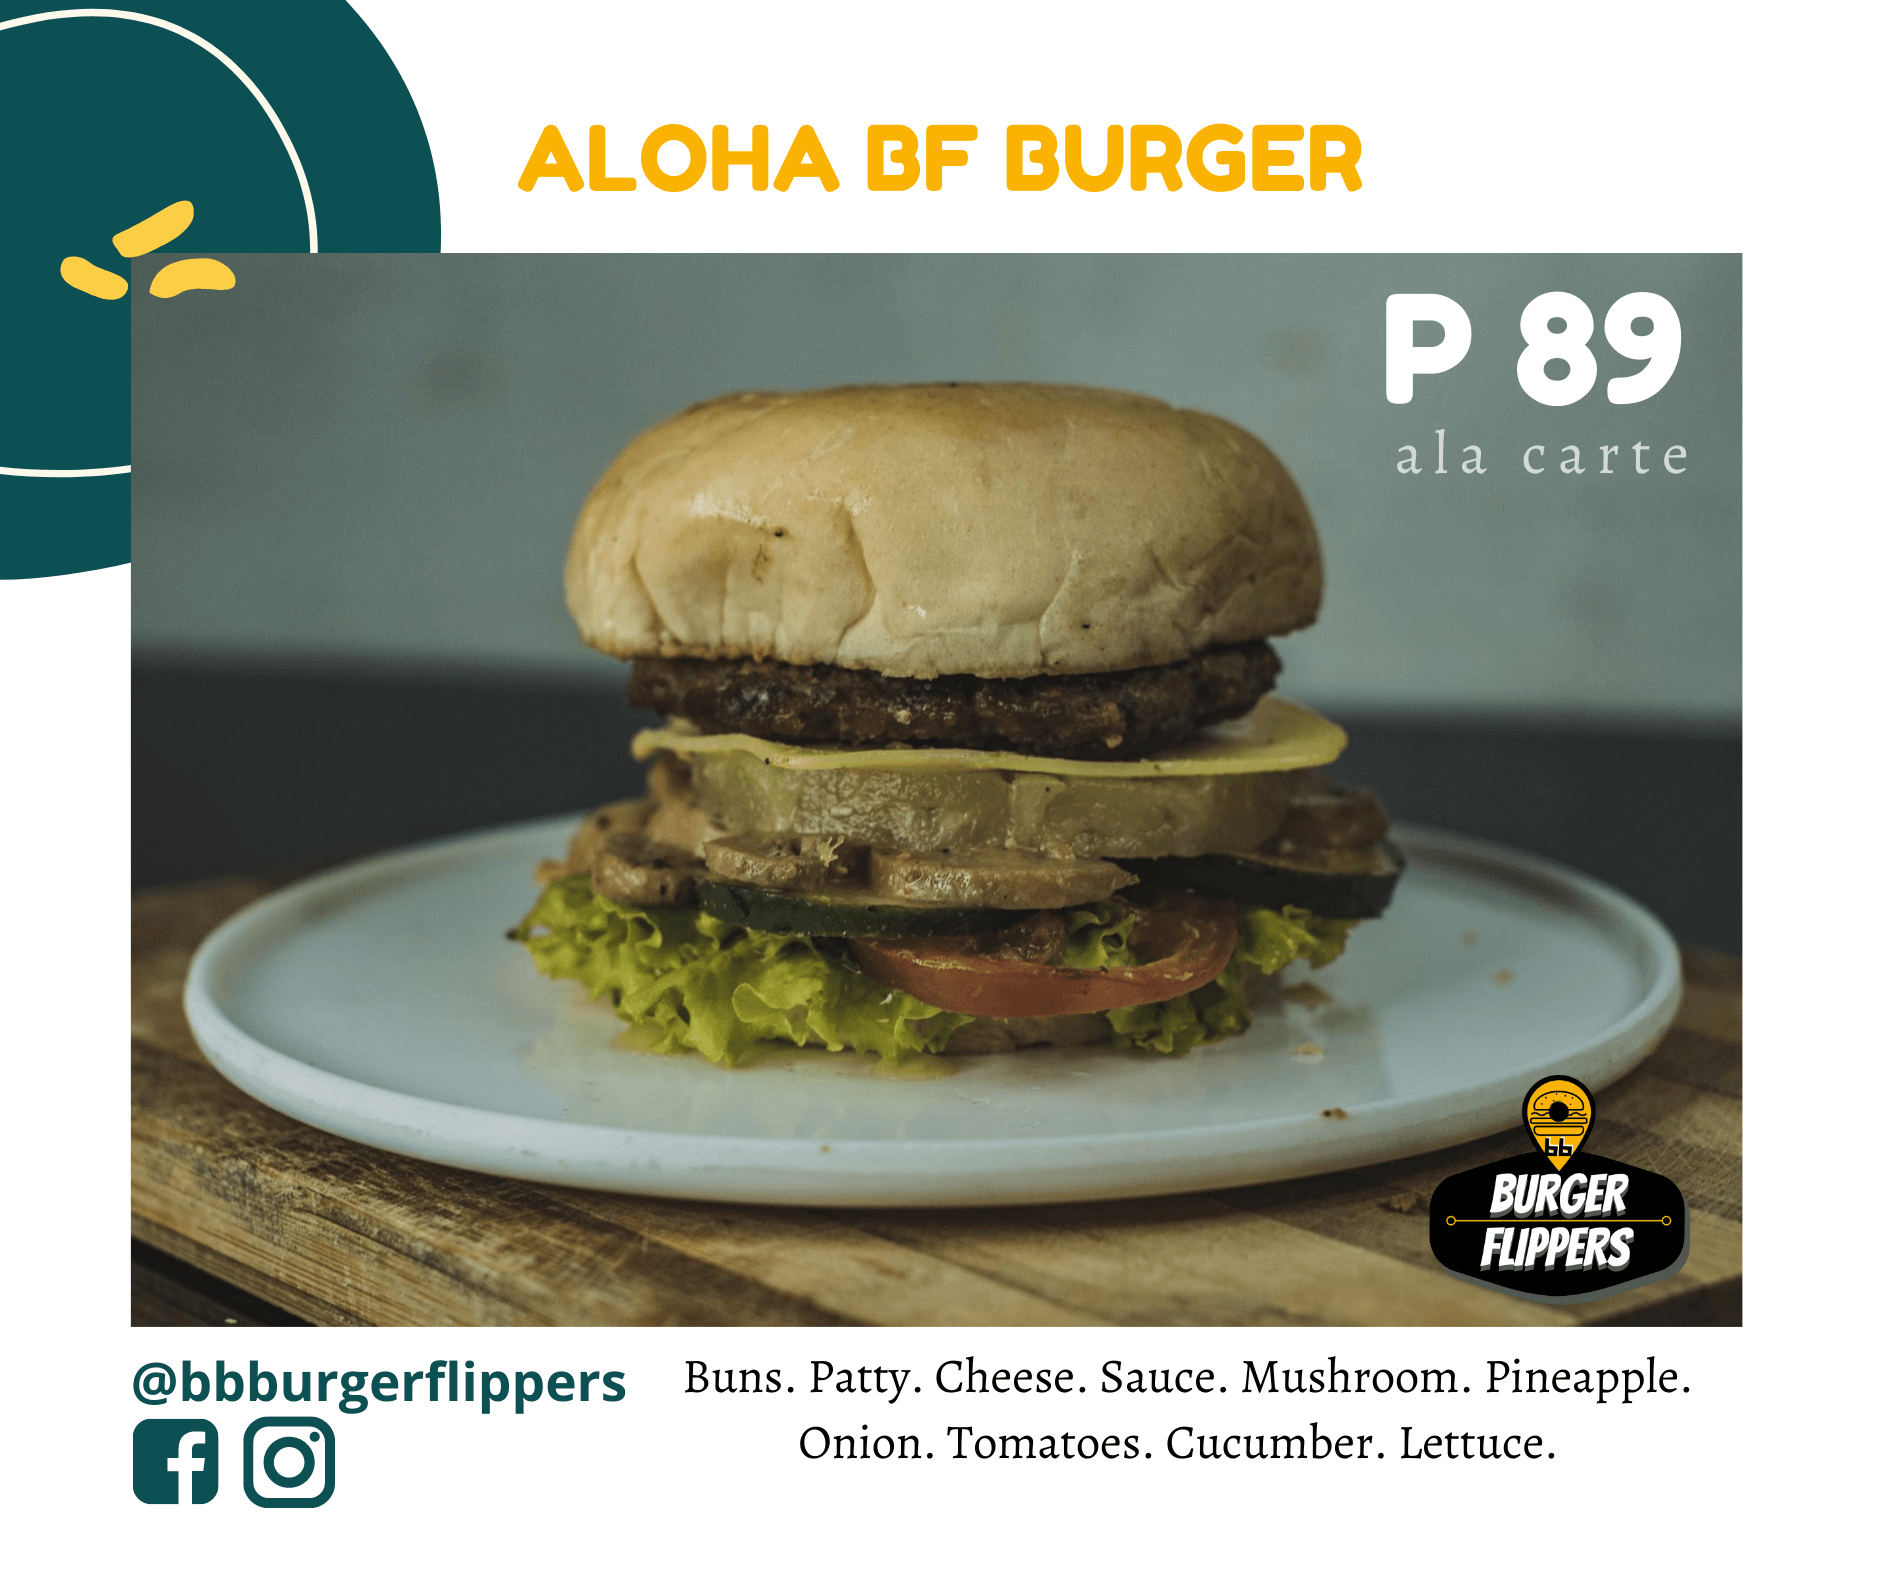 ALOHA BF BURGER
P 89
ala carte
bb
BURGER
FLIPPERS
@bbburgerflippers
Buns. Patty. Cheese. Sauce. Mushroom. Pineapple.
Onion. Tomatoes. Cucumber. Lettuce.